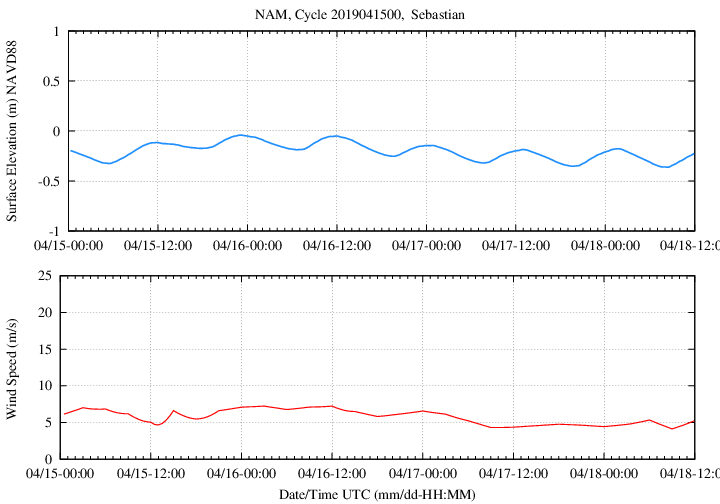 NAM, Cycle 2019041500,  Sebastian
Surface Elevation (m) NAVD88
1
0.5
0
-0.5
-1
04/15-00:00 04/15-12:00 04/16-00:00 04/16-12:00 04/17-00:00 04/17-12:00 04/18-00:00 04/18-12:0
Wind Speed (m/s)
25
20
15
10
5
0
04/15-00:00 04/15-12:00 04/16-00:00 04/16-12:00 04/17-00:00 04/17-12:00 04/18-00:00 04/18-12:0
Date/Time UTC (mm/dd-HH:MM)